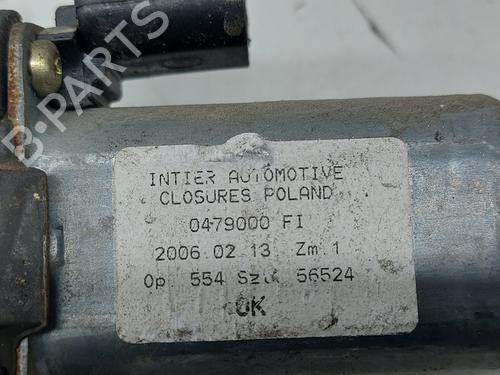 B-PARTS
INTIER AUTOMOTIVE
CLOSURES POLAND
0479000 FI
2006.02.13 Zm.1
Op. 554 Szt. 56524
OK